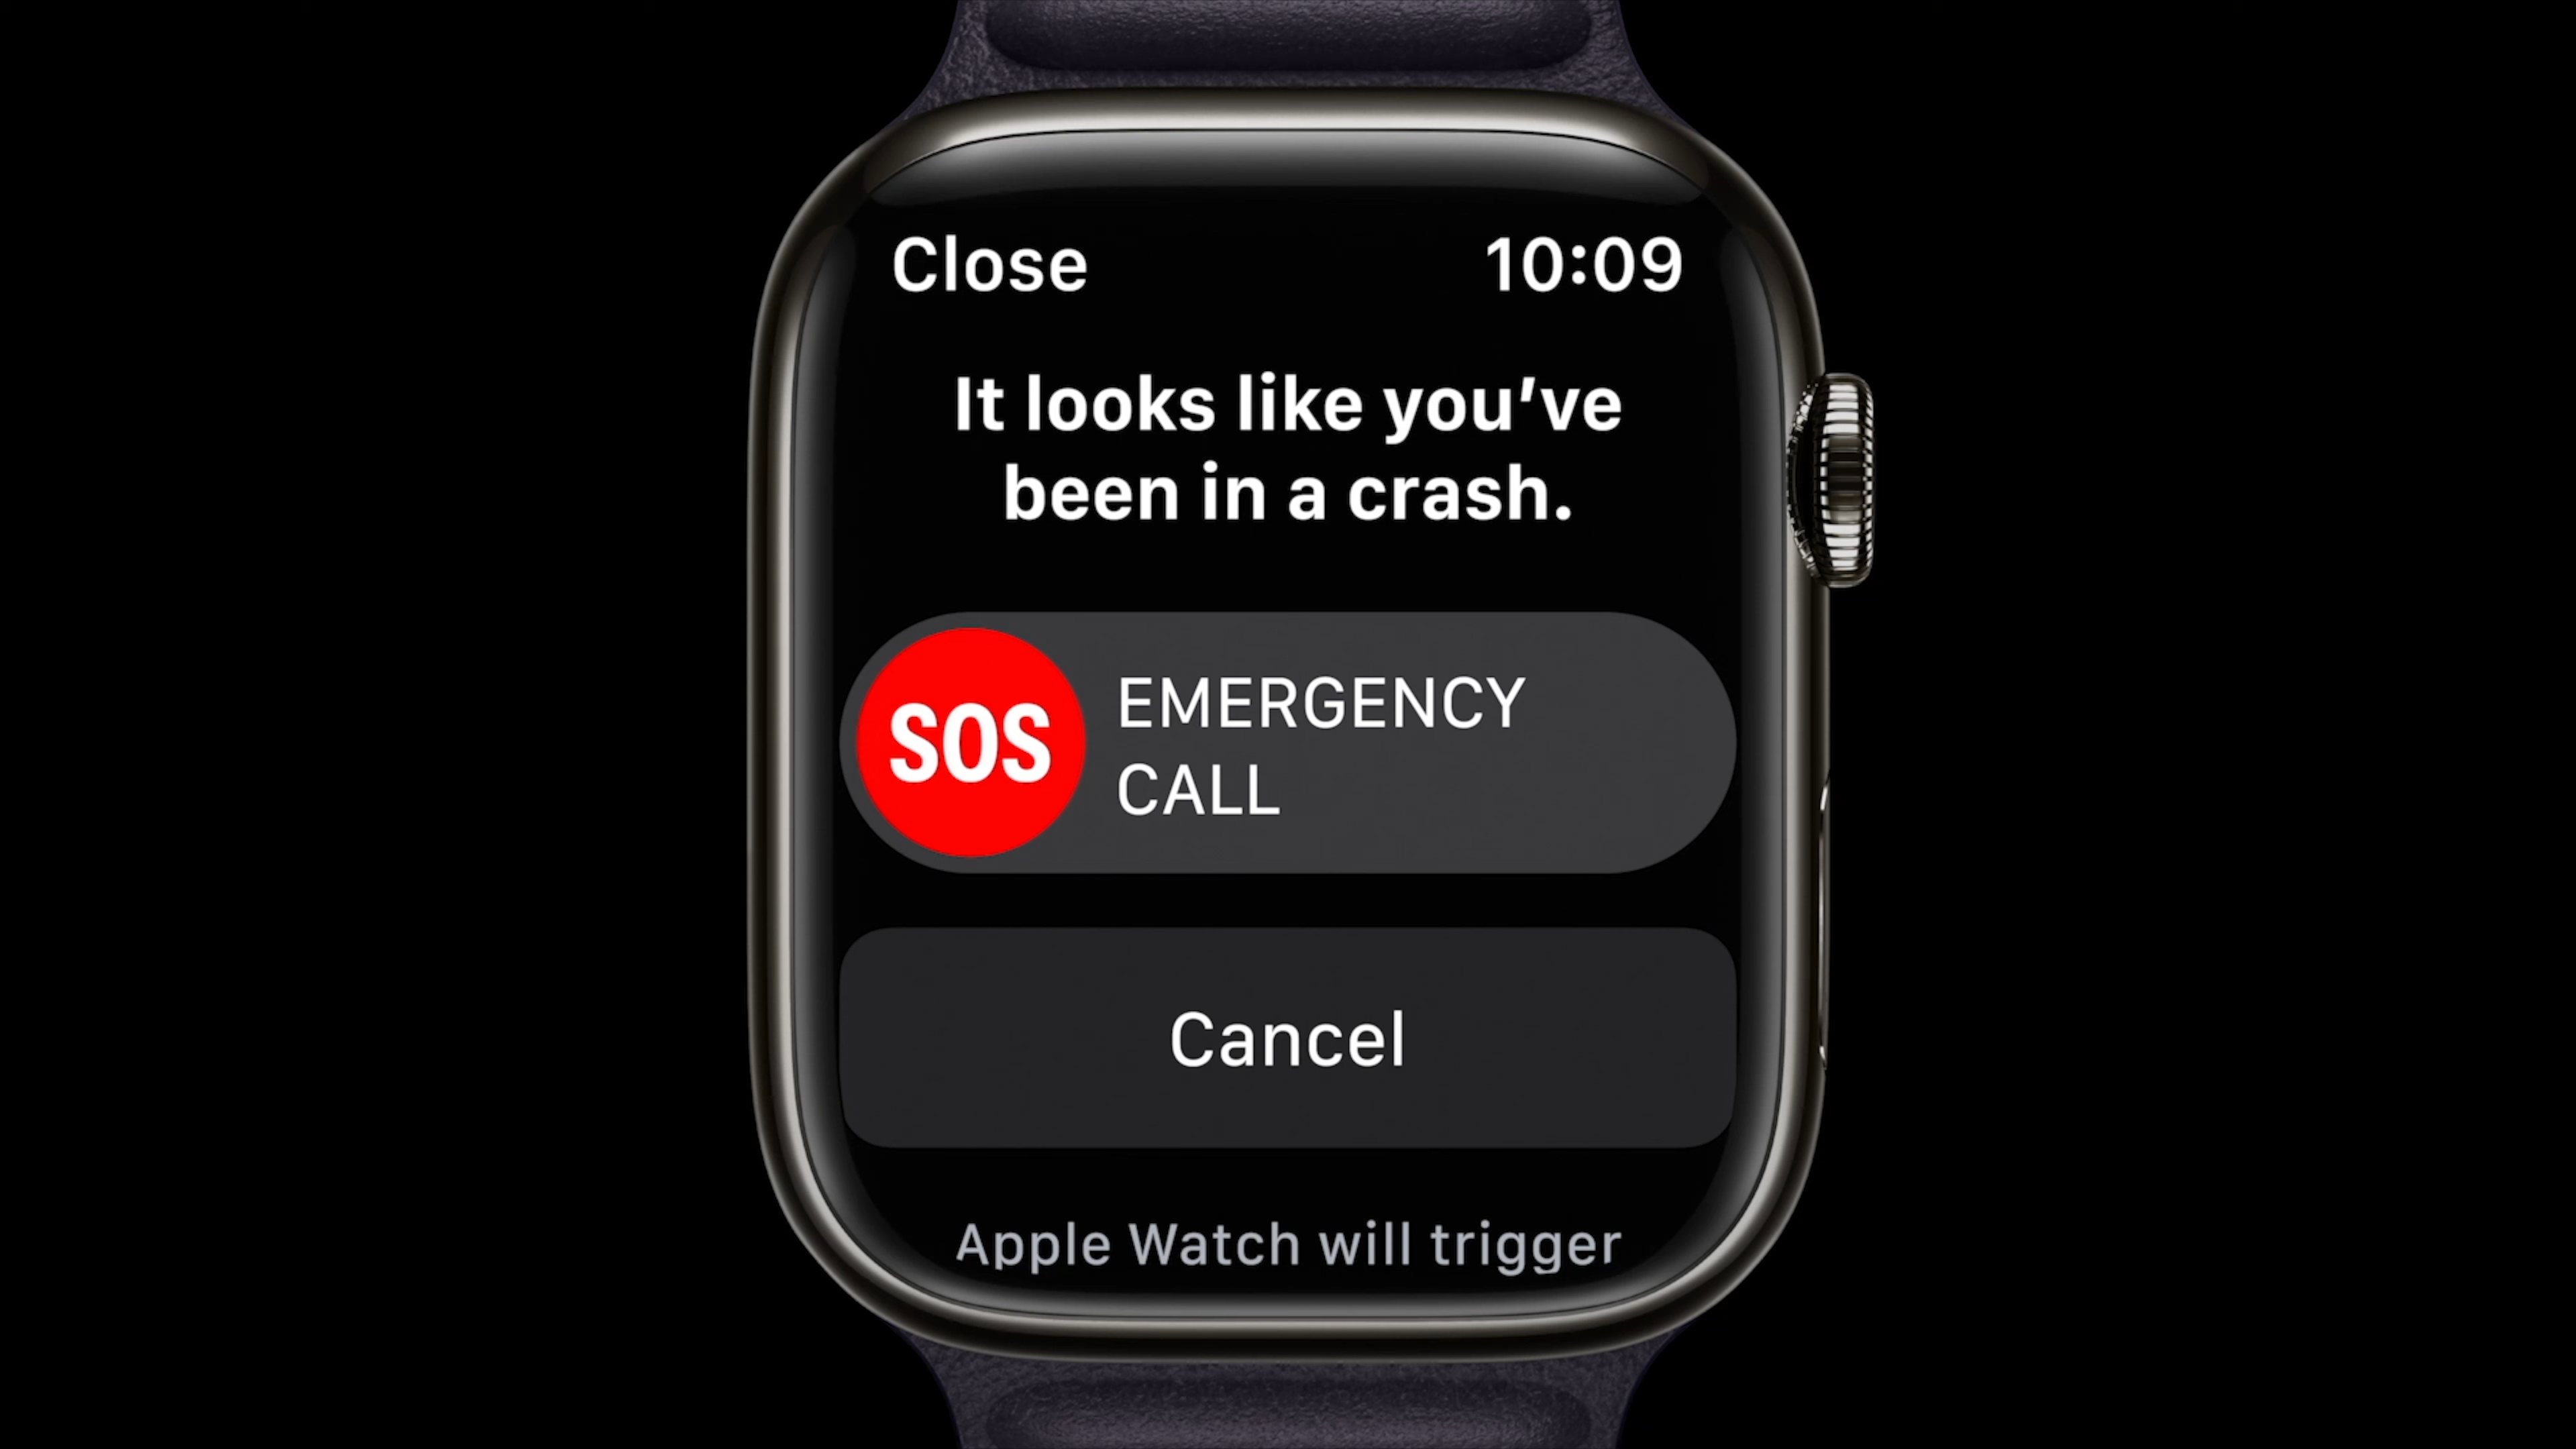 Close
10:09
It looks like you’ve
been in a crash.
SOS
EMERGENCY
CALL
Cancel
Apple Watch will trigger